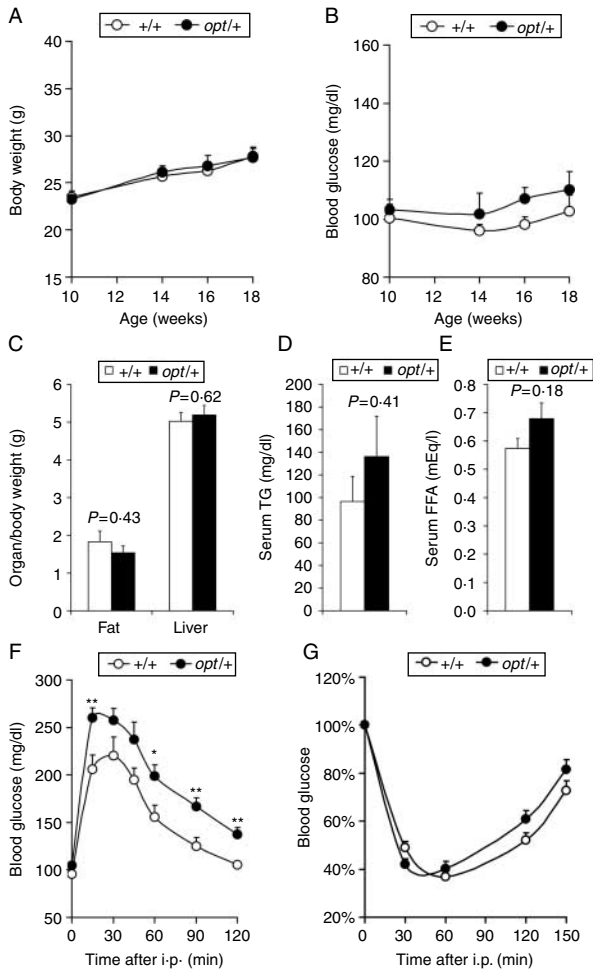 A
+/+ opt/+
Body weight (g)
40
35
30
25
20
15
10 12 14 16 18
Age (weeks)
B
+/+ opt/+
Blood glucose (mg/dl)
160
140
120
100
80
10 12 14 16 18
Age (weeks)
C
+/+ opt/+
Organ/body weight (g)
6
5
4
3
2
1
0
P=0·43
P=0·62
Fat Liver
D
+/+ opt/+
Serum TG (mg/dl)
200
180
160
140
120
100
80
60
40
20
0
P=0·41
E
+/+ opt/+
Serum FFA (mEq/l)
0·8
0·7
0·6
0·5
0·4
0·3
0·2
0·1
0·0
P=0·18
F
+/+ opt/+
Blood glucose (mg/dl)
300
250
200
150
100
50
**
*
**
**
0 30 60 90 120
Time after i·p· (min)
G
+/+ opt/+
Blood glucose
120%
100%
80%
60%
40%
20%
0 30 60 90 120 150
Time after i.p. (min)